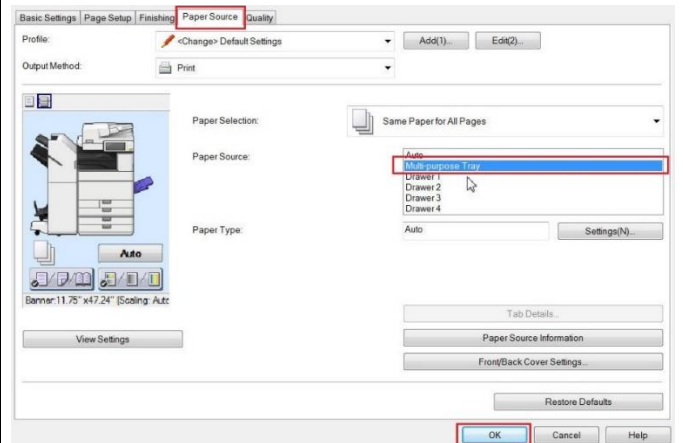 Basic Settings Page Setup Finishing Paper Source Quality
Profile: <Change> Default Settings Add(1)... Edit(2)...
Output Method: Print
Paper Selection: Same Paper for All Pages
Paper Source: Auto
Multi-purpose Tray
Drawer 1
Drawer 2
Drawer 3
Drawer 4
Paper Type: Auto Settings(N)...
Auto
Banner:11.75" x47.24" [Scaling: Autc
Tab Details...
View Settings Paper Source Information
Front/Back Cover Settings...
Restore Defaults
OK Cancel Help